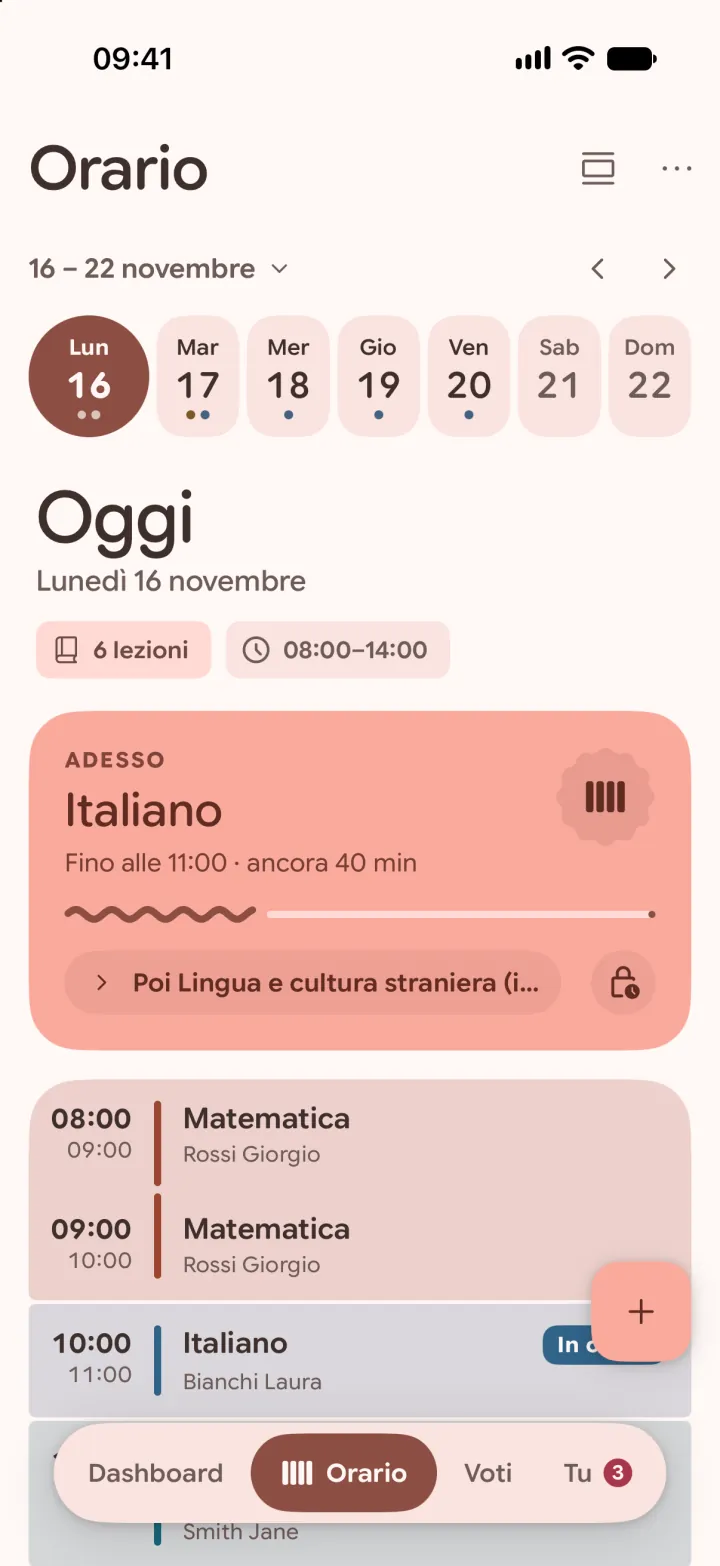 09:41
Orario
16 – 22 novembre
Lun Mar Mer Gio Ven Sab Dom
16 17 18 19 20 21 22
Oggi
Lunedì 16 novembre
6 lezioni 08:00–14:00
ADESSO
Italiano
Fino alle 11:00 · ancora 40 min
Poi Lingua e cultura straniera (i…
08:00 Matematica
09:00 Rossi Giorgio
09:00 Matematica
10:00 Rossi Giorgio
10:00 Italiano In
11:00 Bianchi Laura
Dashboard Orario Voti Tu 3
Smith Jane